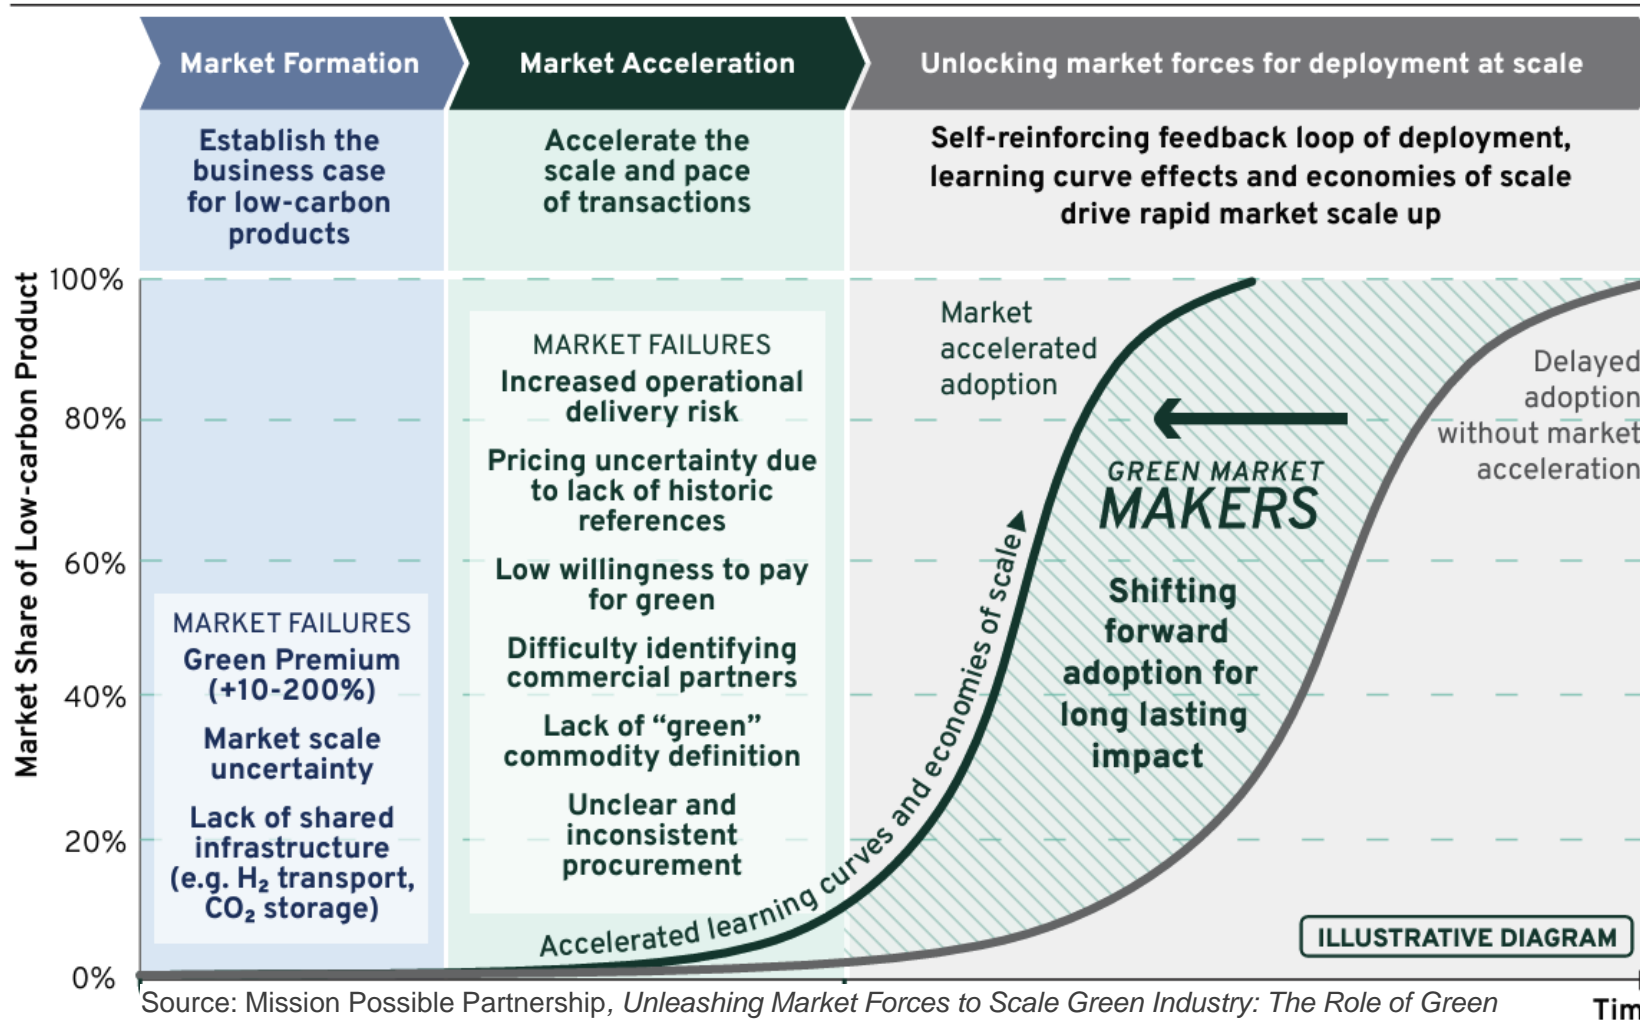 Market Formation
Market Acceleration
Unlocking market forces for deployment at scale
Establish the
business case
for low-carbon
products
Accelerate the
scale and pace
of transactions
Self-reinforcing feedback loop of deployment,
learning curve effects and economies of scale
drive rapid market scale up
Market Share of Low-carbon Product
100%
80%
60%
40%
20%
0%
MARKET FAILURES
Green Premium
(+10-200%)
Market scale
uncertainty
Lack of shared
infrastructure
(e.g. H₂ transport,
CO₂ storage)
MARKET FAILURES
Increased operational
delivery risk
Pricing uncertainty due
to lack of historic
references
Low willingness to pay
for green
Difficulty identifying
commercial partners
Lack of “green”
commodity definition
Unclear and
inconsistent
procurement
Accelerated learning curves and economies of scale
Market
accelerated
adoption
GREEN MARKET
MAKERS
Shifting
forward
adoption for
long lasting
impact
Delayed
adoption
without market
acceleration
ILLUSTRATIVE DIAGRAM
Source: Mission Possible Partnership, Unleashing Market Forces to Scale Green Industry: The Role of Green
Tim